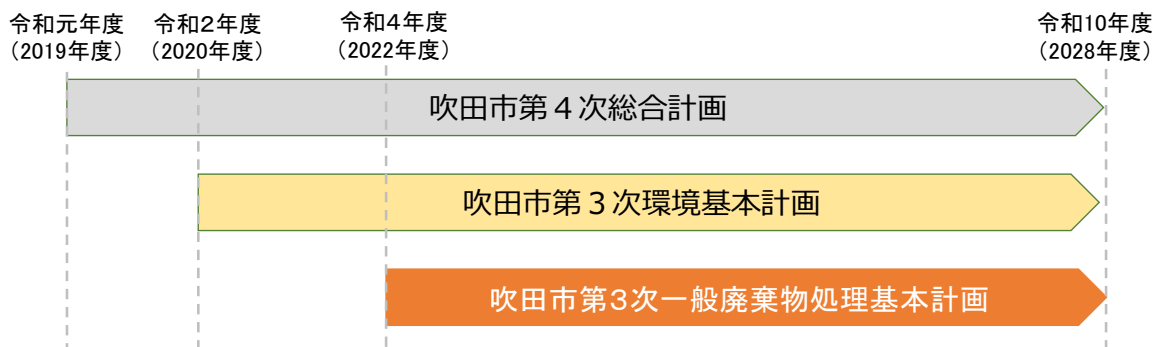 令和元年度
（2019年度）
令和２年度
（2020年度）
令和４年度
（2022年度）
令和10年度
（2028年度）
吹田市第４次総合計画
吹田市第３次環境基本計画
吹田市第３次一般廃棄物処理基本計画